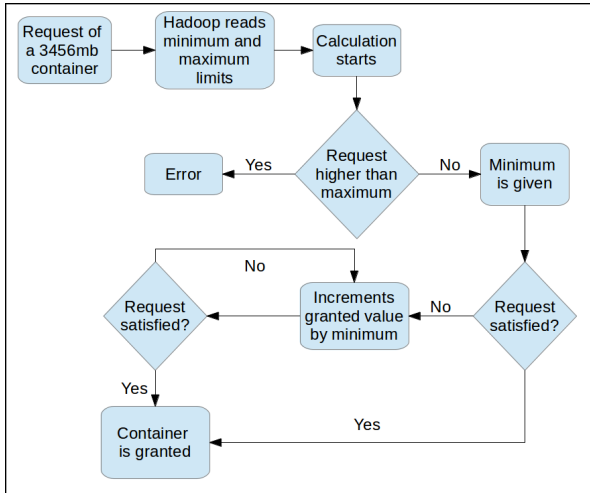 Request of
a 3456mb
container
Hadoop reads
minimum and
maximum
limits
Calculation
starts
Request
higher than
maximum
Yes
Error
No
Minimum
is given
Request
satisfied?
No
Increments
granted value
by minimum
No
Request
satisfied?
Yes
Yes
Container
is granted